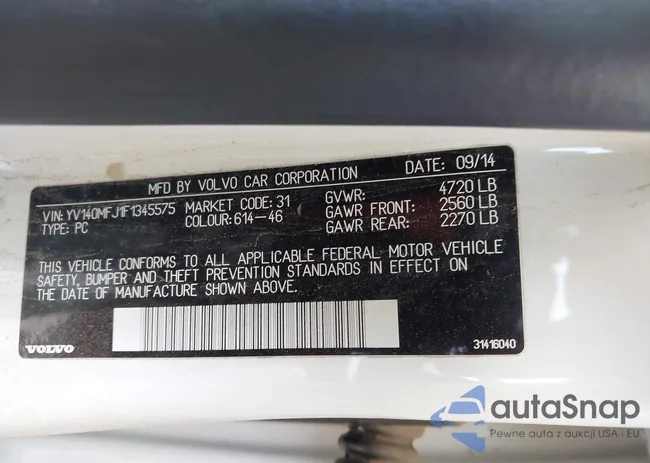 MFD BY VOLVO CAR CORPORATION DATE: 09/14
VIN: YV140MFJ1F1345575 MARKET CODE: 31 GVWR: 4720 LB
TYPE: PC COLOUR: 614-46 GAWR FRONT: 2560 LB
GAWR REAR: 2270 LB
THIS VEHICLE CONFORMS TO ALL APPLICABLE FEDERAL MOTOR VEHICLE
SAFETY, BUMPER AND THEFT PREVENTION STANDARDS IN EFFECT ON
THE DATE OF MANUFACTURE SHOWN ABOVE.
VOLVO 31416040
autaSnap
Pewne auta z aukcji USA i EU